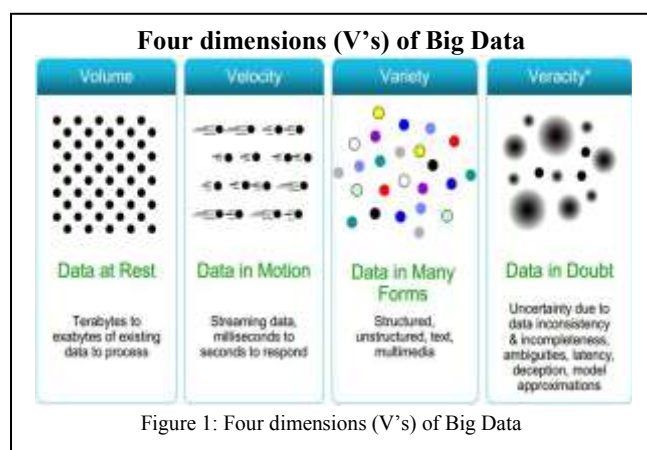 Four dimensions (V's) of Big Data
Volume
Data at Rest
Terabytes to
exabytes of existing
data to process
Velocity
Data in Motion
Streaming data,
milliseconds to
seconds to respond
Variety
Data in Many
Forms
Structured,
unstructured, text,
multimedia
Veracity*
Data in Doubt
Uncertainty due to
data inconsistency
& incompleteness,
ambiguities, latency,
deception, model
approximations
Figure 1: Four dimensions (V's) of Big Data